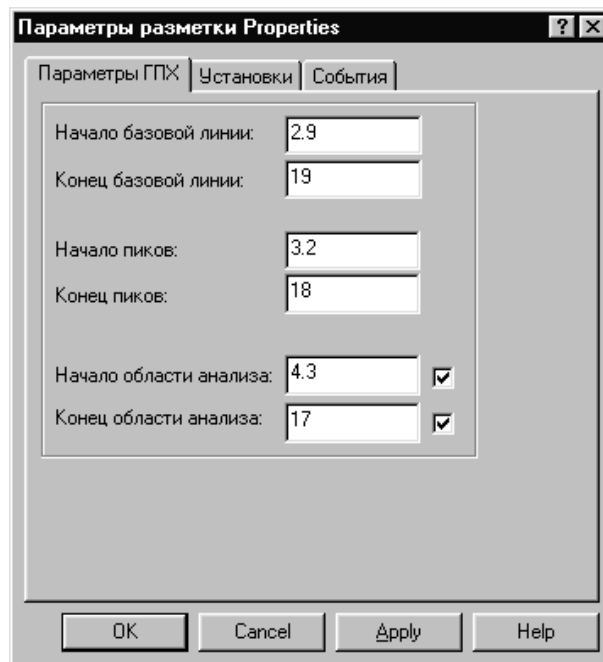 Параметры разметки Properties
Параметры ГПХ Установки События
Начало базовой линии: 2.9
Конец базовой линии: 19
Начало пиков: 3.2
Конец пиков: 18
Начало области анализа: 4.3
Конец области анализа: 17
OK Cancel Apply Help